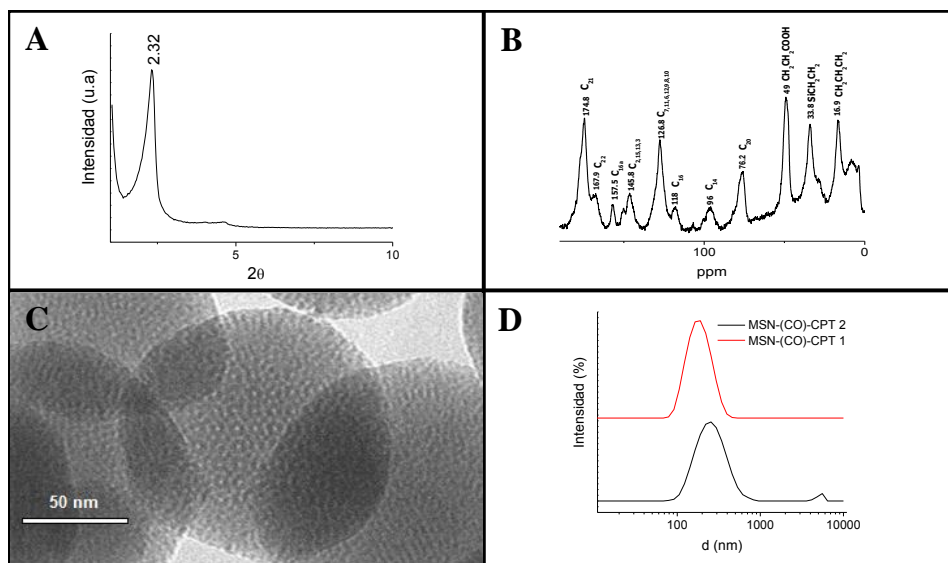 A
2.32
Intensidad (u.a)
5
10
2θ
B
174.8 C21
167.9 C22
157.5 C16a
145.8 C2,15,13,3
126.8 C7,11,6,12,9,8,10
118 C16
96 C14
76.2 C20
49 CH2CH2COOH
33.8 SiCH2CH2
16.9 CH2CH2CH2
100
0
ppm
C
50 nm
D
MSN-(CO)-CPT 2
MSN-(CO)-CPT 1
Intensidad (%)
100
1000
10000
d (nm)